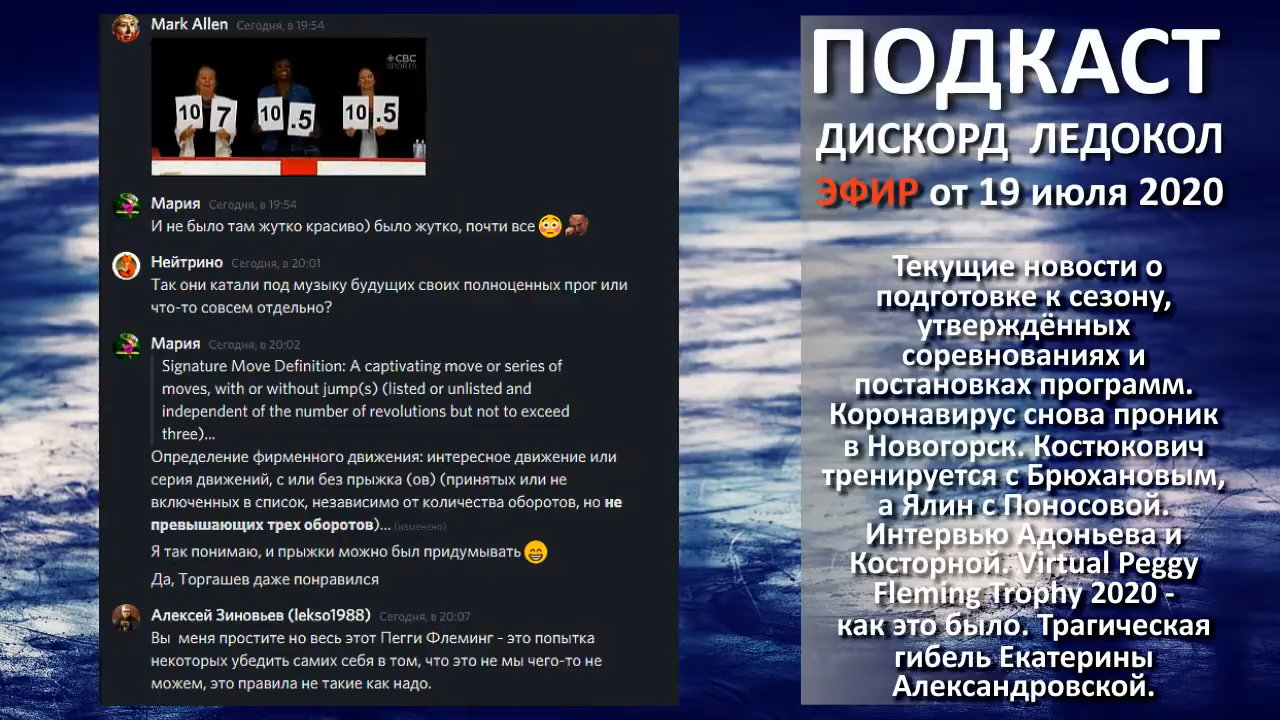 Mark Allen Сегодня, в 19:54
CBC
SPORTS
10 7 10 .5 10 .5
Мария Сегодня, в 19:54
И не было там жутко красиво) было жутко, почти все
Нейтрино Сегодня, в 20:01
Так они катали под музыку будущих своих полноценных прог или
что-то совсем отдельно?
Мария Сегодня, в 20:02
Signature Move Definition: A captivating move or series of
moves, with or without jump(s) (listed or unlisted and
independent of the number of revolutions but not to exceed
three)...
Определение фирменного движения: интересное движение или
серия движений, с или без прыжка (ов) (принятых или не
включенных в список, независимо от количества оборотов, но не
превышающих трех оборотов)... (изменено)
Я так понимаю, и прыжки можно был придумывать
Да, Торгашев даже понравился
Алексей Зиновьев (lekso1988) Сегодня, в 20:07
Вы меня простите но весь этот Пегги Флеминг - это попытка
некоторых убедить самих себя в том, что это не мы чего-то не
можем, это правила не такие как надо.
ПОДКАСТ
ДИСКОРД ЛЕДОКОЛ
ЭФИР от 19 июля 2020
Текущие новости о
подготовке к сезону,
утверждённых
соревнованиях и
постановках программ.
Коронавирус снова проник
в Новогорск. Костюкович
тренируется с Брюхановым,
а Ялин с Поносовой.
Интервью Адоньева и
Косторной. Virtual Peggy
Fleming Trophy 2020 -
как это было. Трагическая
гибель Екатерины
Александровской.